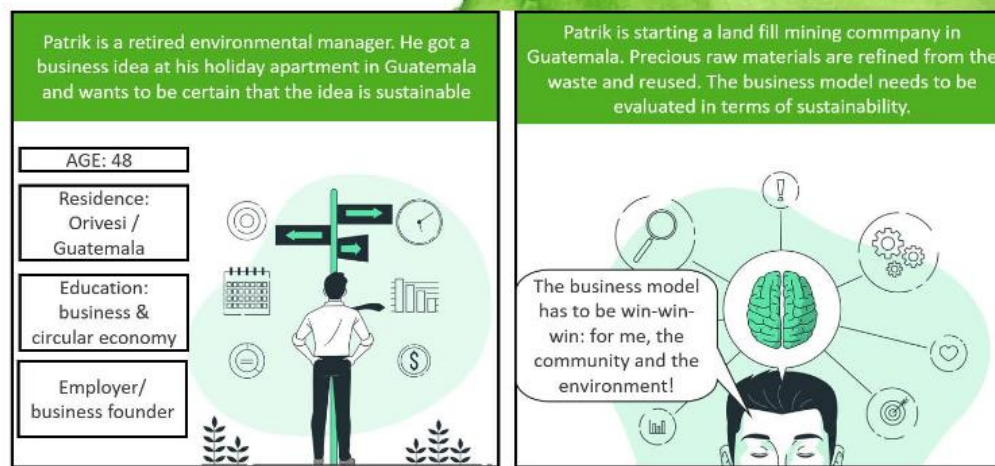 Patrik is a retired environmental manager. He got a
business idea at his holiday apartment in Guatemala
and wants to be certain that the idea is sustainable
AGE: 48
Residence:
Orivesi /
Guatemala
Education:
business &
circular economy
Employer/
business founder
$
Patrik is starting a land fill mining commpany in
Guatemala. Precious raw materials are refined from the
waste and reused. The business model needs to be
evaluated in terms of sustainability.
!
The business model
has to be win-win-
win: for me, the
community and the
environment!